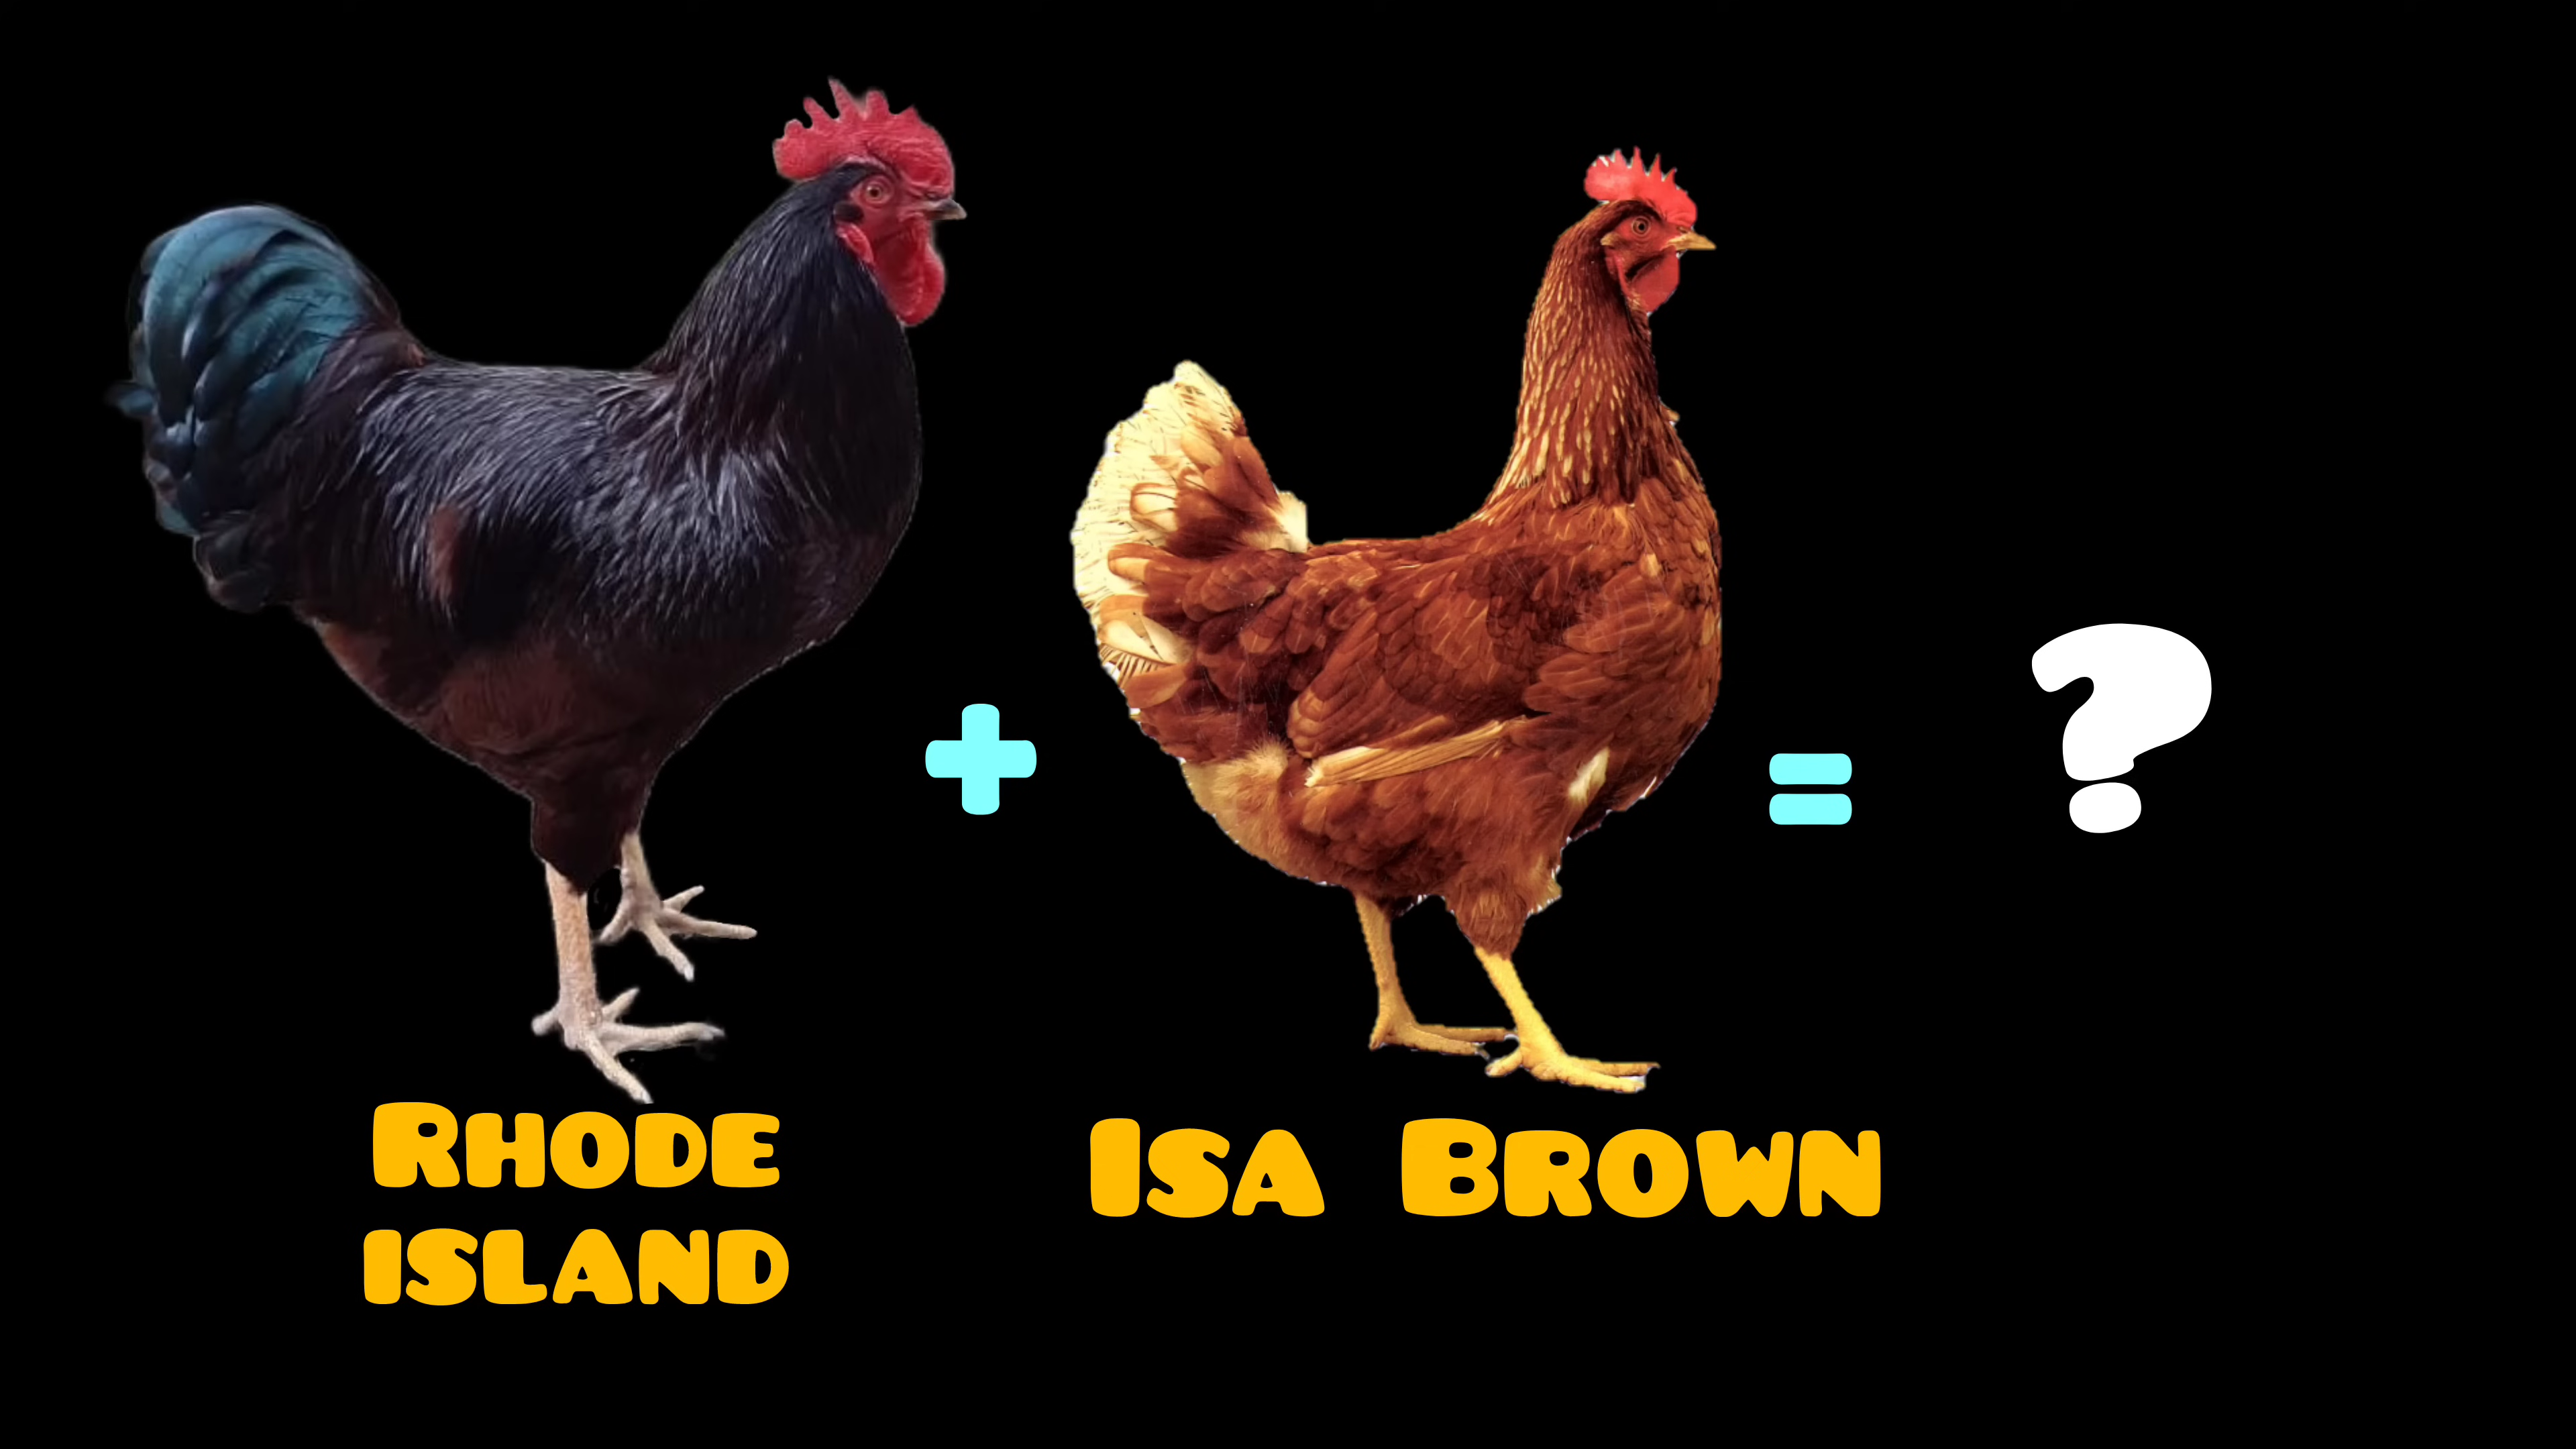 +
=
?
Rhode
island
Isa Brown